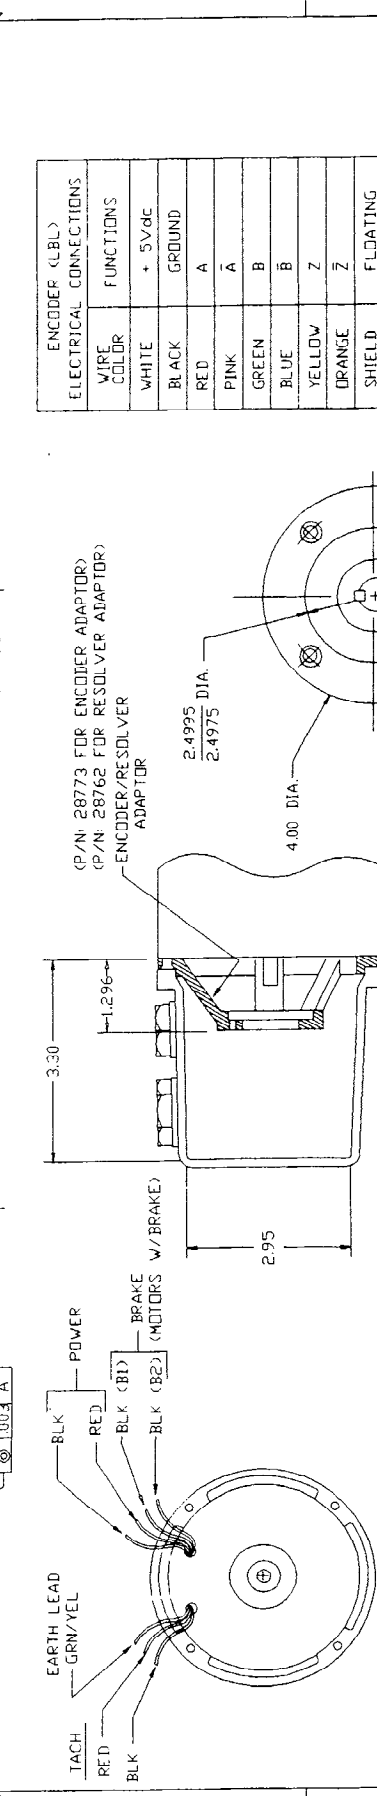 ENCODER (LBL)
ELECTRICAL CONNECTIONS
WIRE COLOR FUNCTIONS
WHITE + 5Vdc
BLACK GROUND
RED A
PINK A̅
GREEN B
BLUE B̅
YELLOW Z
ORANGE Z̅
SHIELD FLOATING
(P/N: 28773 FOR ENCODER ADAPTOR)
(P/N: 28762 FOR RESOLVER ADAPTOR)
ENCODER/RESOLVER
ADAPTOR
2.4995
2.4975
DIA.
4.00 DIA.
3.30
1.296
2.95
BLK
RED
POWER
BLK (B1)
BLK (B2)
BRAKE
(MOTORS W/BRAKE)
EARTH LEAD
GRN/YEL
TACH
RED
BLK
◎ .003 A